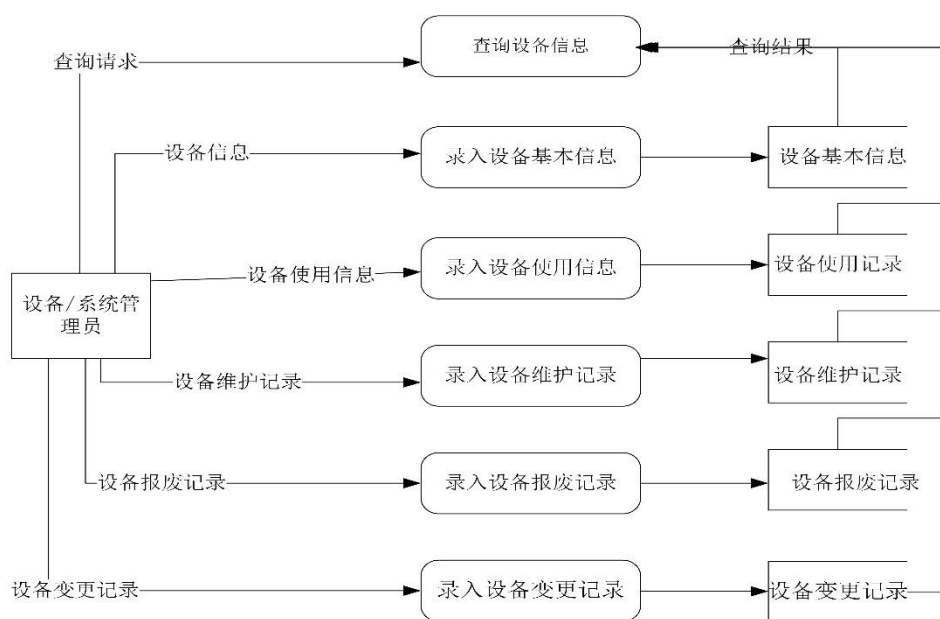 查询设备信息
查询结果
查询请求
设备信息
录入设备基本信息
设备基本信息
设备使用信息
录入设备使用信息
设备使用记录
设备/系统管
理员
设备维护记录
录入设备维护记录
设备维护记录
设备报废记录
录入设备报废记录
设备报废记录
设备变更记录
录入设备变更记录
设备变更记录